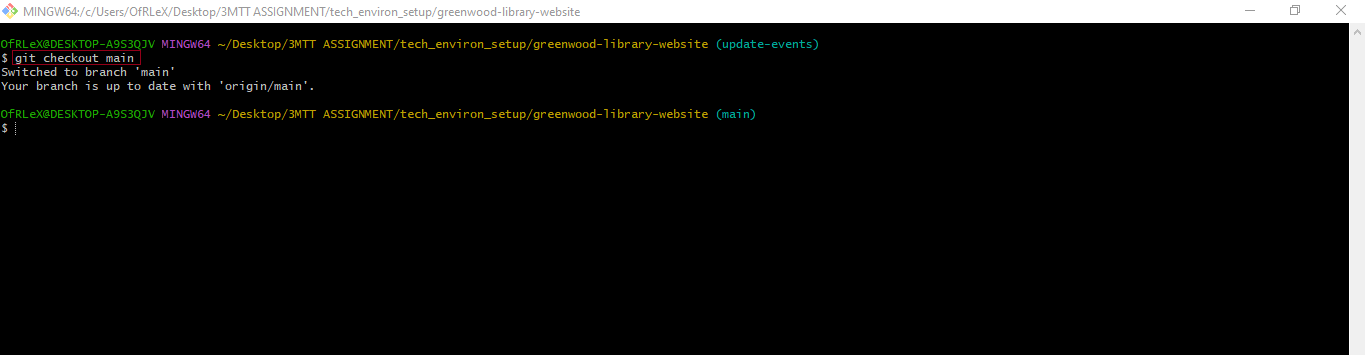 MINGW64:/c/Users/OfRLeX/Desktop/3MTT ASSIGNMENT/tech_environ_setup/greenwood-library-website
OfRLeX@DESKTOP-A9S3QJV MINGW64 ~/Desktop/3MTT ASSIGNMENT/tech_environ_setup/greenwood-library-website (update-events)
$ git checkout main
Switched to branch 'main'
Your branch is up to date with 'origin/main'.
OfRLeX@DESKTOP-A9S3QJV MINGW64 ~/Desktop/3MTT ASSIGNMENT/tech_environ_setup/greenwood-library-website (main)
$